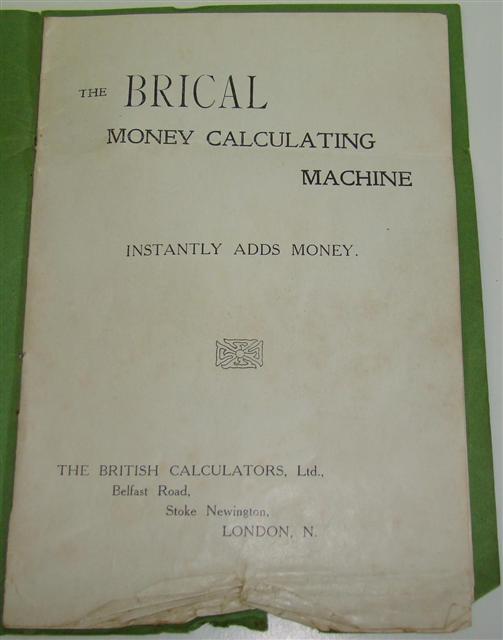 THE BRICAL
MONEY CALCULATING
MACHINE
INSTANTLY ADDS MONEY.
THE BRITISH CALCULATORS, Ltd.,
Belfast Road,
Stoke Newington,
LONDON, N.